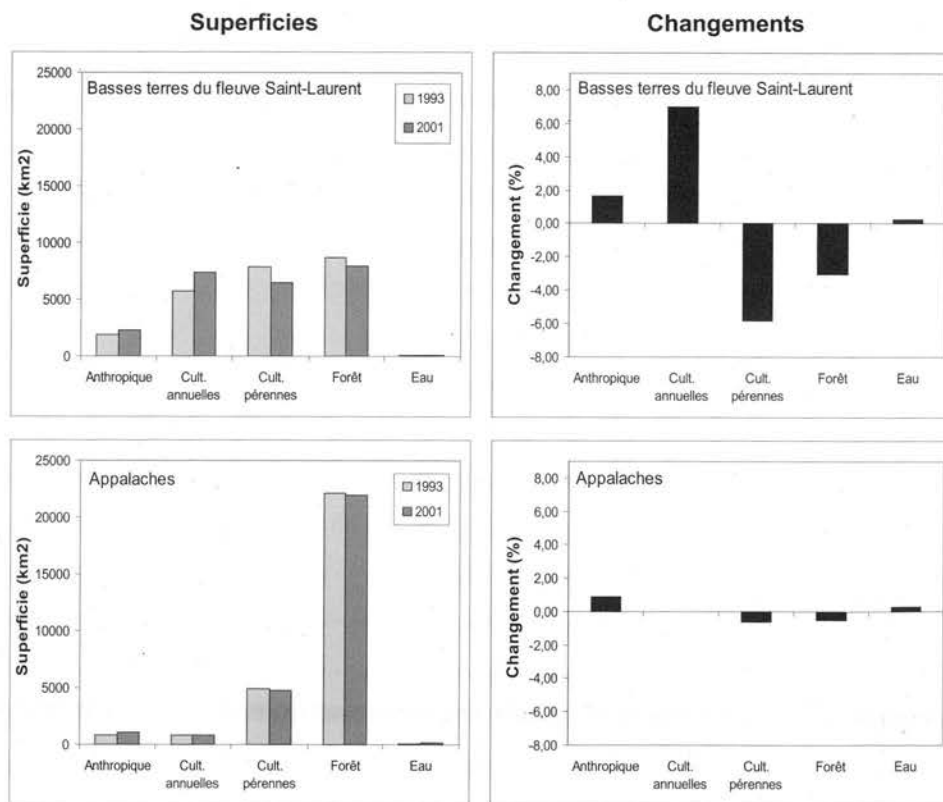 Superficies
Changements
25000
20000
15000
10000
5000
0
Superficie (km2)
Basses terres du fleuve Saint-Laurent
1993
2001
Anthropique
Cult.
annuelles
Cult.
pérennes
Forêt
Eau
8,00
6,00
4,00
2,00
0,00
-2,00
-4,00
-6,00
-8,00
Changement (%)
Basses terres du fleuve Saint-Laurent
Anthropique
Cult.
annuelles
Cult.
pérennes
Forêt
Eau
25000
20000
15000
10000
5000
0
Superficie (km2)
Appalaches
1993
2001
Anthropique
Cult.
annuelles
Cult.
pérennes
Forêt
Eau
8,00
6,00
4,00
2,00
0,00
-2,00
-4,00
-6,00
-8,00
Changement (%)
Appalaches
Anthropique
Cult.
annuelles
Cult.
pérennes
Forêt
Eau